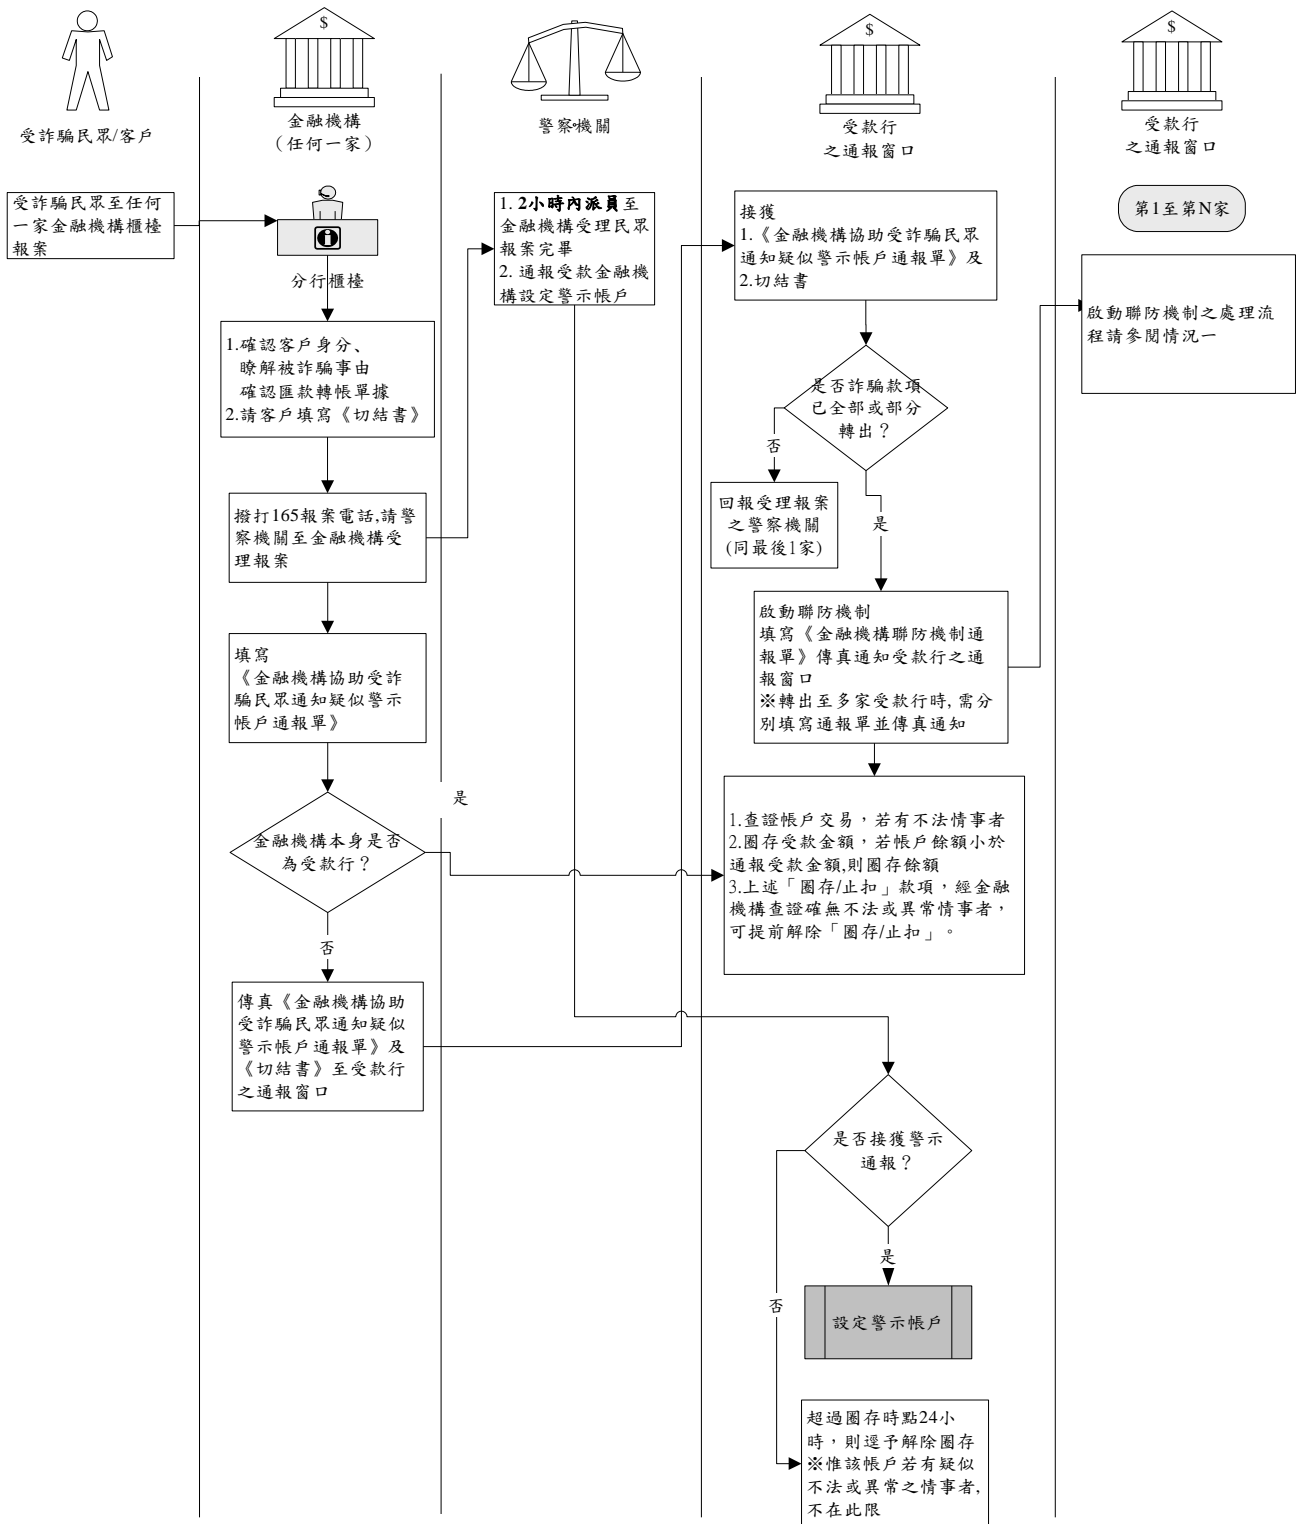 $
$
$
$
受詐騙民眾/客戶
金融機構
（任何一家）
警察機關
受款行
之通報窗口
受款行
之通報窗口
受詐騙民眾至任何
一家金融機構櫃檯
報案
分行櫃檯
1.確認客戶身分、
瞭解被詐騙事由
確認匯款轉帳單據
2.請客戶填寫《切結書》
撥打165報案電話,請警
察機關至金融機構受
理報案
填寫
《金融機構協助受詐
騙民眾通知疑似警示
帳戶通報單》
金融機構本身是否
為受款行？
是
否
傳真《金融機構協助
受詐騙民眾通知疑似
警示帳戶通報單》及
《切結書》至受款行
之通報窗口
1. 2小時內派員至
金融機構受理民眾
報案完畢
2. 通報受款金融機
構設定警示帳戶
接獲
1.《金融機構協助受詐騙民眾
通知疑似警示帳戶通報單》及
2.切結書
是否詐騙款項
已全部或部分
轉出？
否
回報受理報案
之警察機關
(同最後1家)
是
啟動聯防機制
填寫《金融機構聯防機制通
報單》傳真通知受款行之通
報窗口
※轉出至多家受款行時,需分
別填寫通報單並傳真通知
1.查證帳戶交易，若有不法情事者
2.圈存受款金額，若帳戶餘額小於
通報受款金額,則圈存餘額
3.上述「圈存/止扣」款項，經金融
機構查證確無不法或異常情事者，
可提前解除「圈存/止扣」。
是否接獲警示
通報？
是
否
設定警示帳戶
超過圈存時點24小
時，則逕予解除圈存
※惟該帳戶若有疑似
不法或異常之情事者,
不在此限
第1至第N家
啟動聯防機制之處理流
程請參閱情況一